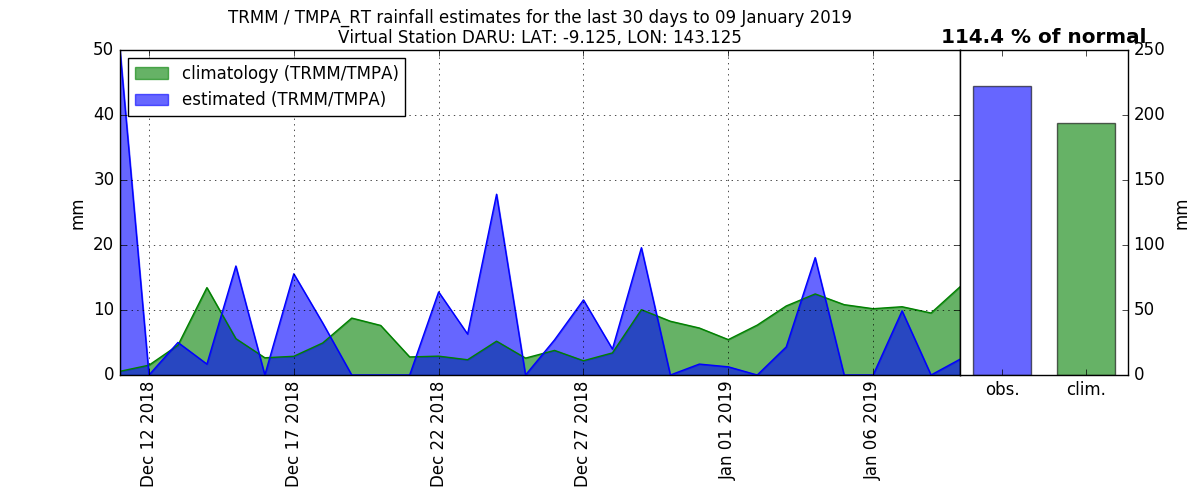 TRMM / TMPA_RT rainfall estimates for the last 30 days to 09 January 2019
Virtual Station DARU: LAT: -9.125, LON: 143.125
114.4 % of normal
climatology (TRMM/TMPA)
estimated (TRMM/TMPA)
50
40
30
20
10
0
mm
Dec 12 2018
Dec 17 2018
Dec 22 2018
Dec 27 2018
Jan 01 2019
Jan 06 2019
obs.
clim.
250
200
150
100
50
0
mm